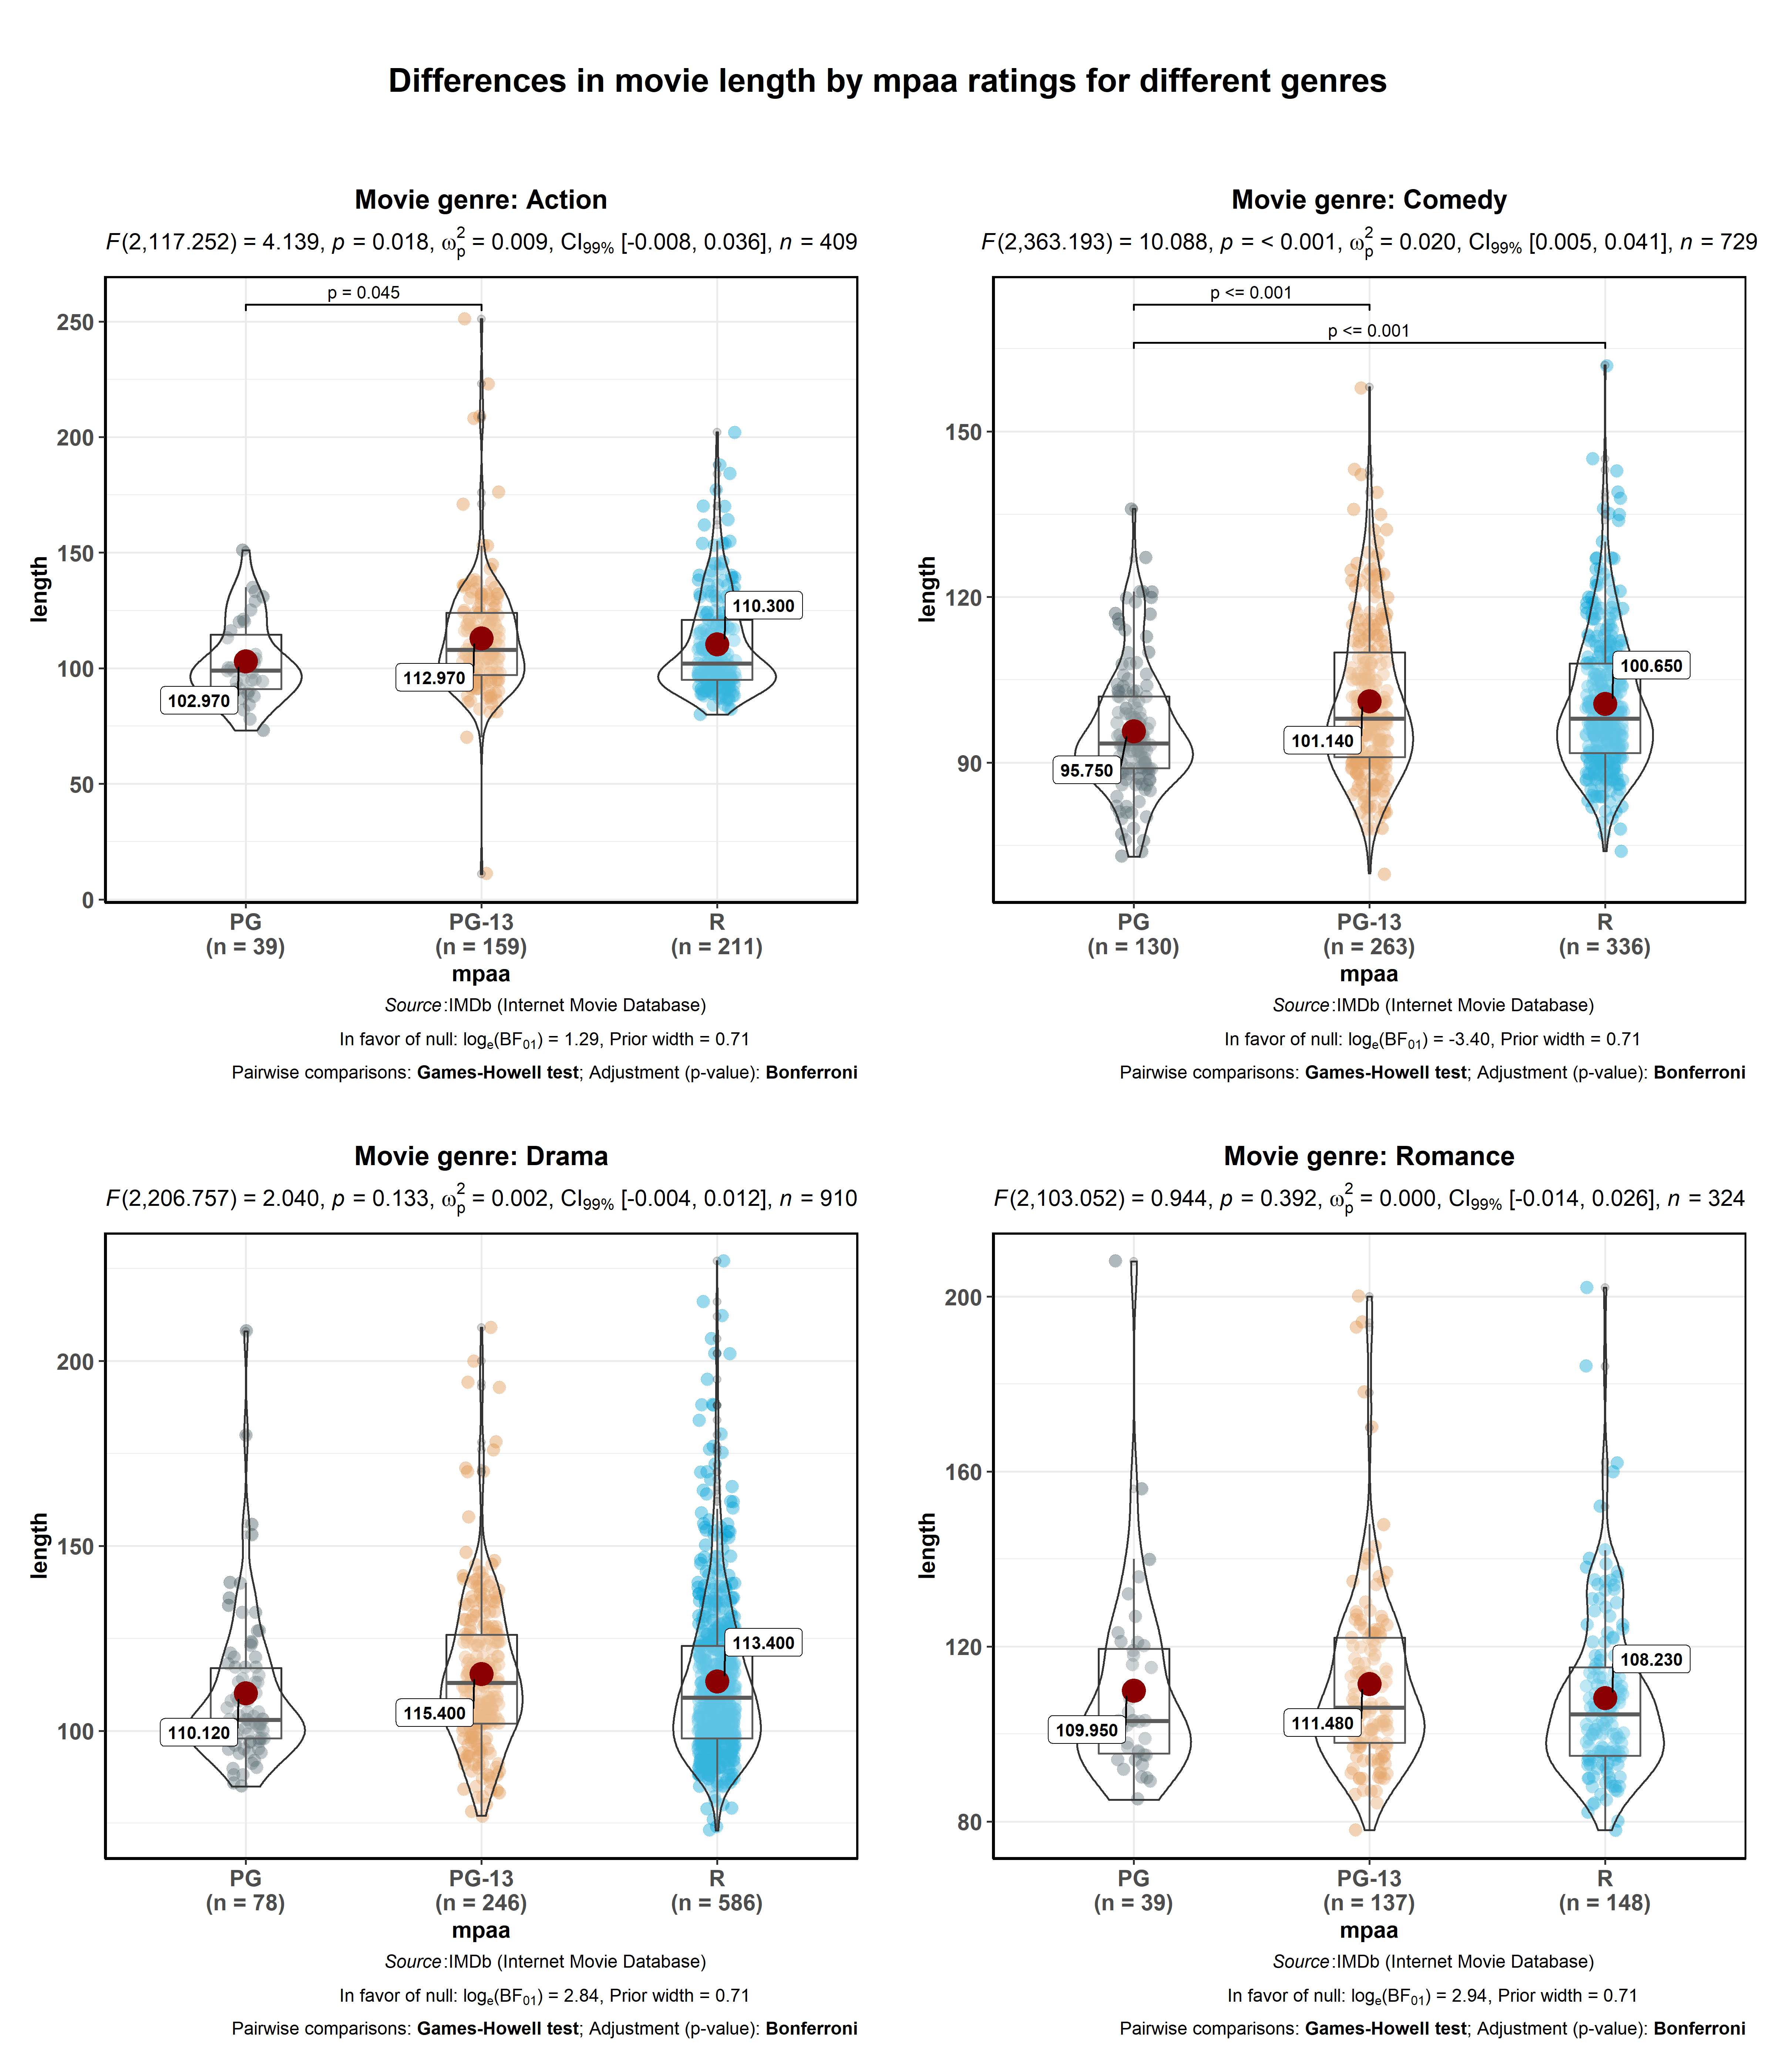 Differences in movie length by mpaa ratings for different genres
Movie genre: Action
F(2,117.252) = 4.139, p = 0.018, ω²ₚ = 0.009, CI₉₉% [-0.008, 0.036], n = 409
p = 0.045
250
200
150
100
50
0
length
102.970
112.970
110.300
PG
(n = 39)
PG-13
(n = 159)
R
(n = 211)
mpaa
Source:IMDb (Internet Movie Database)
In favor of null: logₑ(BF₀₁) = 1.29, Prior width = 0.71
Pairwise comparisons: Games-Howell test; Adjustment (p-value): Bonferroni
Movie genre: Comedy
F(2,363.193) = 10.088, p = < 0.001, ω²ₚ = 0.020, CI₉₉% [0.005, 0.041], n = 729
p <= 0.001
p <= 0.001
150
120
90
length
95.750
101.140
100.650
PG
(n = 130)
PG-13
(n = 263)
R
(n = 336)
mpaa
Source:IMDb (Internet Movie Database)
In favor of null: logₑ(BF₀₁) = -3.40, Prior width = 0.71
Pairwise comparisons: Games-Howell test; Adjustment (p-value): Bonferroni
Movie genre: Drama
F(2,206.757) = 2.040, p = 0.133, ω²ₚ = 0.002, CI₉₉% [-0.004, 0.012], n = 910
200
150
100
length
110.120
115.400
113.400
PG
(n = 78)
PG-13
(n = 246)
R
(n = 586)
mpaa
Source:IMDb (Internet Movie Database)
In favor of null: logₑ(BF₀₁) = 2.84, Prior width = 0.71
Pairwise comparisons: Games-Howell test; Adjustment (p-value): Bonferroni
Movie genre: Romance
F(2,103.052) = 0.944, p = 0.392, ω²ₚ = 0.000, CI₉₉% [-0.014, 0.026], n = 324
200
160
120
80
length
109.950
111.480
108.230
PG
(n = 39)
PG-13
(n = 137)
R
(n = 148)
mpaa
Source:IMDb (Internet Movie Database)
In favor of null: logₑ(BF₀₁) = 2.94, Prior width = 0.71
Pairwise comparisons: Games-Howell test; Adjustment (p-value): Bonferroni